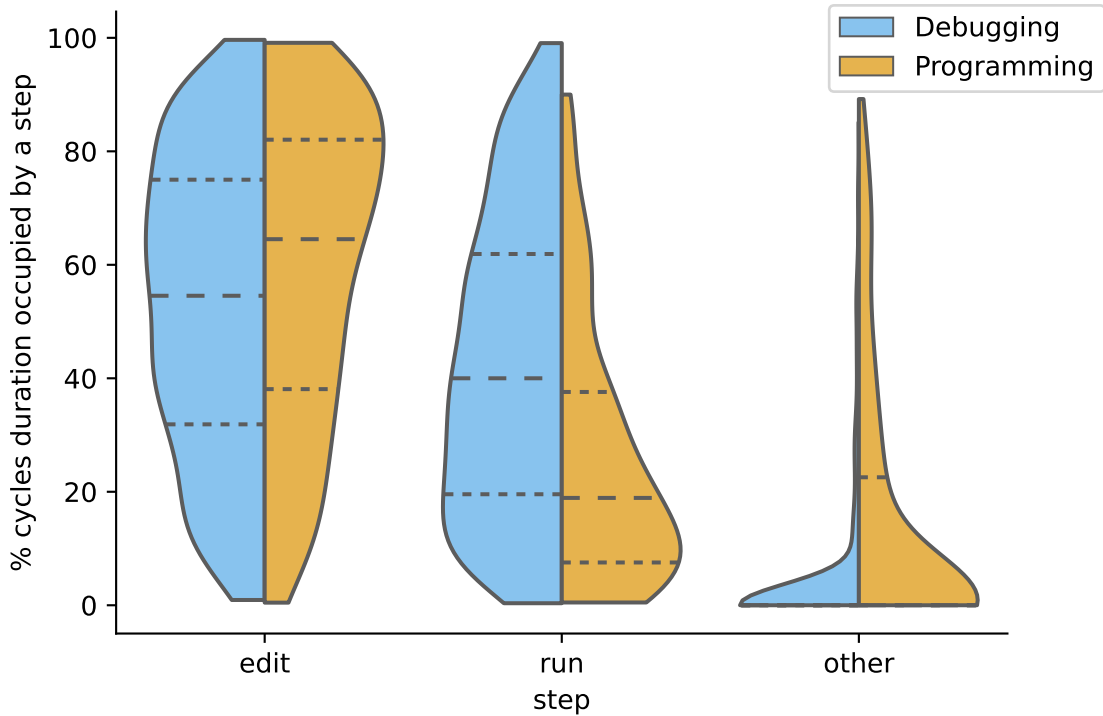 Debugging
Programming
% cycles duration occupied by a step
100
80
60
40
20
0
edit
run
other
step